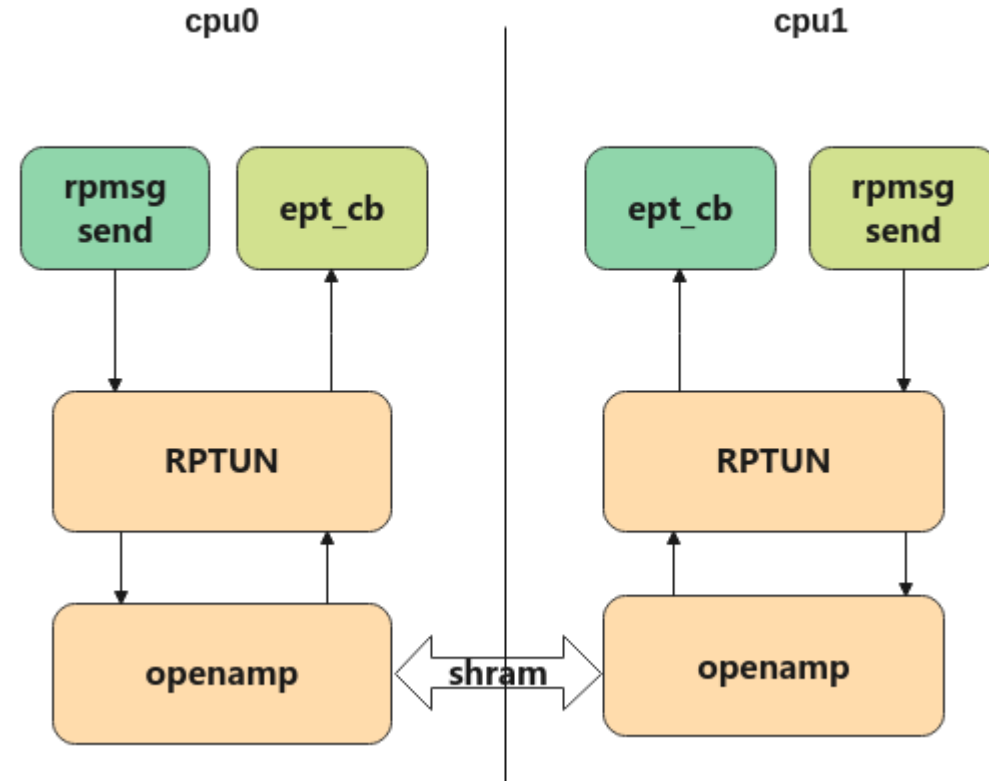 cpu0
cpu1
rpmsg
send
ept_cb
ept_cb
rpmsg
send
RPTUN
RPTUN
openamp
shram
openamp